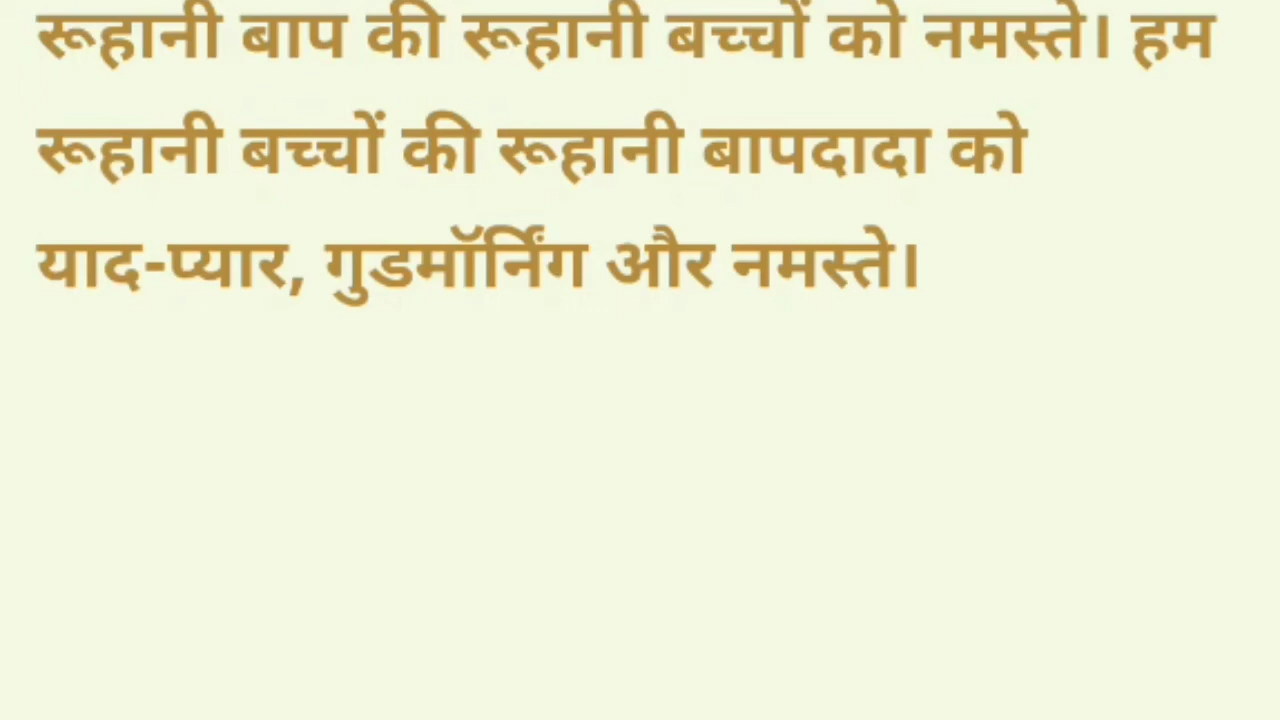 रूहानी बाप की रूहानी बच्चों को नमस्ते। हम
रूहानी बच्चों की रूहानी बापदादा को
याद-प्यार, गुडमॉर्निंग और नमस्ते।